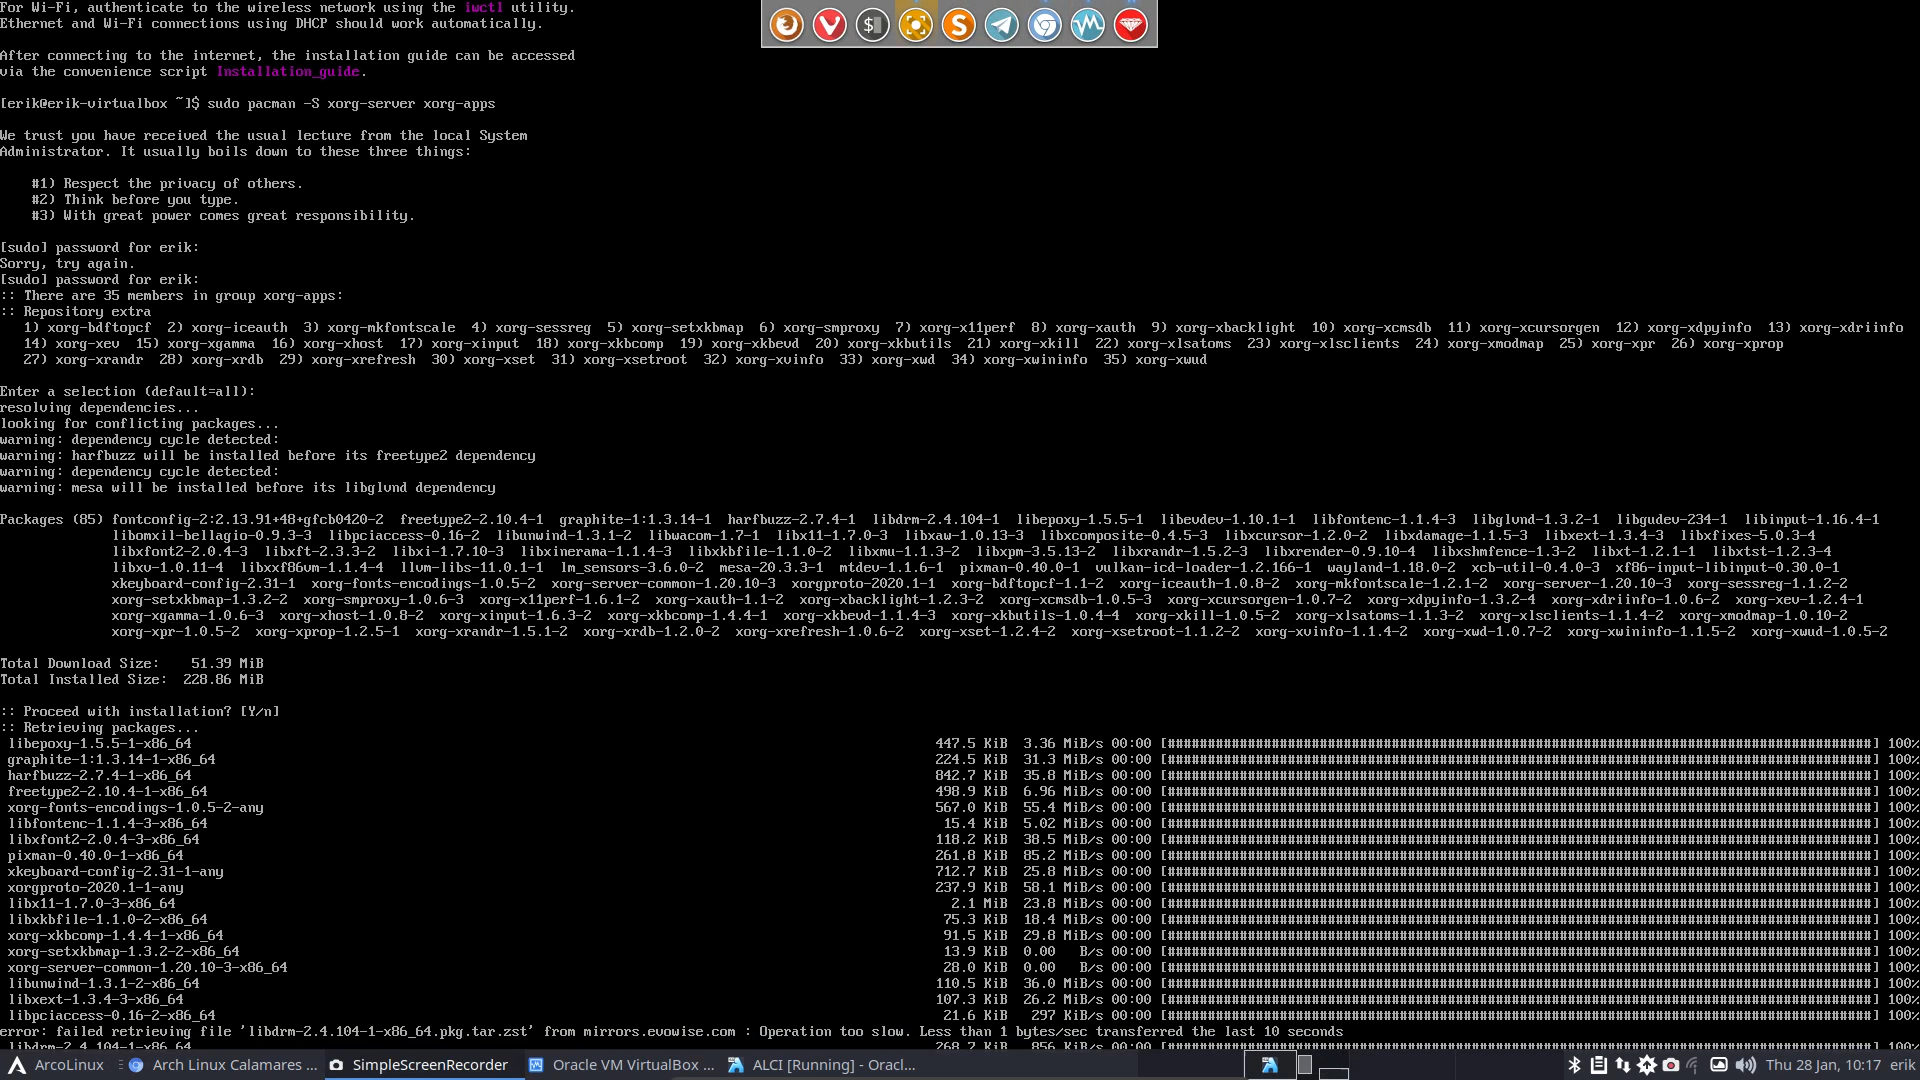 For Wi-Fi, authenticate to the wireless network using the iwctl utility.
Ethernet and Wi-Fi connections using DHCP should work automatically.
After connecting to the internet, the installation guide can be accessed
via the convenience script Installation_guide.
[erik@erik-virtualbox ~]$ sudo pacman -S xorg-server xorg-apps
We trust you have received the usual lecture from the local System
Administrator. It usually boils down to these three things:
#1) Respect the privacy of others.
#2) Think before you type.
#3) With great power comes great responsibility.
[sudo] password for erik:
Sorry, try again.
[sudo] password for erik:
:: There are 35 members in group xorg-apps:
:: Repository extra
1) xorg-bdftopcf 2) xorg-iceauth 3) xorg-mkfontscale 4) xorg-sessreg 5) xorg-setxkbmap 6) xorg-smproxy 7) xorg-x11perf 8) xorg-xauth 9) xorg-xbacklight 10) xorg-xcmsdb 11) xorg-xcursorgen 12) xorg-xdpyinfo 13) xorg-xdriinfo
14) xorg-xev 15) xorg-xgamma 16) xorg-xhost 17) xorg-xinput 18) xorg-xkbcomp 19) xorg-xkbevd 20) xorg-xkbutils 21) xorg-xkill 22) xorg-xlsatoms 23) xorg-xlsclients 24) xorg-xmodmap 25) xorg-xpr 26) xorg-xprop
27) xorg-xrandr 28) xorg-xrdb 29) xorg-xrefresh 30) xorg-xset 31) xorg-xsetroot 32) xorg-xvinfo 33) xorg-xwd 34) xorg-xwininfo 35) xorg-xwud
Enter a selection (default=all):
resolving dependencies...
looking for conflicting packages...
warning: dependency cycle detected:
warning: harfbuzz will be installed before its freetype2 dependency
warning: dependency cycle detected:
warning: mesa will be installed before its libglvnd dependency
Packages (85) fontconfig-2:2.13.91+48+gfcb0420-2 freetype2-2.10.4-1 graphite-1:1.3.14-1 harfbuzz-2.7.4-1 libdrm-2.4.104-1 libepoxy-1.5.5-1 libevdev-1.10.1-1 libfontenc-1.1.4-3 libglvnd-1.3.2-1 libgudev-234-1 libinput-1.16.4-1
libomxil-bellagio-0.9.3-3 libpciaccess-0.16-2 libunwind-1.3.1-2 libwacom-1.7-1 libx11-1.7.0-3 libxaw-1.0.13-3 libxcomposite-0.4.5-3 libxcursor-1.2.0-2 libxdamage-1.1.5-3 libxext-1.3.4-3 libxfixes-5.0.3-4
libxfont2-2.0.4-3 libxft-2.3.3-2 libxi-1.7.10-3 libxinerama-1.1.4-3 libxkbfile-1.1.0-2 libxmu-1.1.3-2 libxpm-3.5.13-2 libxrandr-1.5.2-3 libxrender-0.9.10-4 libxshmfence-1.3-2 libxt-1.2.1-1 libxtst-1.2.3-4
libxv-1.0.11-4 libxxf86vm-1.1.4-4 llvm-libs-11.0.1-1 lm_sensors-3.6.0-2 mesa-20.3.3-1 mtdev-1.1.6-1 pixman-0.40.0-1 vulkan-icd-loader-1.2.166-1 wayland-1.18.0-2 xcb-util-0.4.0-3 xf86-input-libinput-0.30.0-1
xkeyboard-config-2.31-1 xorg-fonts-encodings-1.0.5-2 xorg-server-common-1.20.10-3 xorgproto-2020.1-1 xorg-bdftopcf-1.1-2 xorg-iceauth-1.0.8-2 xorg-mkfontscale-1.2.1-2 xorg-server-1.20.10-3 xorg-sessreg-1.1.2-2
xorg-setxkbmap-1.3.2-2 xorg-smproxy-1.0.6-3 xorg-x11perf-1.6.1-2 xorg-xauth-1.1-2 xorg-xbacklight-1.2.3-2 xorg-xcmsdb-1.0.5-3 xorg-xcursorgen-1.0.7-2 xorg-xdpyinfo-1.3.2-4 xorg-xdriinfo-1.0.6-2 xorg-xev-1.2.4-1
xorg-xgamma-1.0.6-3 xorg-xhost-1.0.8-2 xorg-xinput-1.6.3-2 xorg-xkbcomp-1.4.4-1 xorg-xkbevd-1.1.4-3 xorg-xkbutils-1.0.4-4 xorg-xkill-1.0.5-2 xorg-xlsatoms-1.1.3-2 xorg-xlsclients-1.1.4-2 xorg-xmodmap-1.0.10-2
xorg-xpr-1.0.5-2 xorg-xprop-1.2.5-1 xorg-xrandr-1.5.1-2 xorg-xrdb-1.2.0-2 xorg-xrefresh-1.0.6-2 xorg-xset-1.2.4-2 xorg-xsetroot-1.1.2-2 xorg-xvinfo-1.1.4-2 xorg-xwd-1.0.7-2 xorg-xwininfo-1.1.5-2 xorg-xwud-1.0.5-2
Total Download Size: 51.39 MiB
Total Installed Size: 228.86 MiB
:: Proceed with installation? [Y/n]
:: Retrieving packages...
libepoxy-1.5.5-1-x86_64 447.5 KiB 3.36 MiB/s 00:00 100%
graphite-1:1.3.14-1-x86_64 224.5 KiB 31.3 MiB/s 00:00 100%
harfbuzz-2.7.4-1-x86_64 842.7 KiB 35.8 MiB/s 00:00 100%
freetype2-2.10.4-1-x86_64 498.9 KiB 6.96 MiB/s 00:00 100%
xorg-fonts-encodings-1.0.5-2-any 567.0 KiB 55.4 MiB/s 00:00 100%
libfontenc-1.1.4-3-x86_64 15.4 KiB 5.02 MiB/s 00:00 100%
libxfont2-2.0.4-3-x86_64 118.2 KiB 38.5 MiB/s 00:00 100%
pixman-0.40.0-1-x86_64 261.8 KiB 85.2 MiB/s 00:00 100%
xkeyboard-config-2.31-1-any 712.7 KiB 25.8 MiB/s 00:00 100%
xorgproto-2020.1-1-any 237.9 KiB 58.1 MiB/s 00:00 100%
libx11-1.7.0-3-x86_64 2.1 MiB 23.8 MiB/s 00:00 100%
libxkbfile-1.1.0-2-x86_64 75.3 KiB 18.4 MiB/s 00:00 100%
xorg-xkbcomp-1.4.4-1-x86_64 91.5 KiB 29.8 MiB/s 00:00 100%
xorg-setxkbmap-1.3.2-2-x86_64 13.9 KiB 0.00 B/s 00:00 100%
xorg-server-common-1.20.10-3-x86_64 28.0 KiB 0.00 B/s 00:00 100%
libunwind-1.3.1-2-x86_64 110.5 KiB 36.0 MiB/s 00:00 100%
libxext-1.3.4-3-x86_64 107.3 KiB 26.2 MiB/s 00:00 100%
libpciaccess-0.16-2-x86_64 21.6 KiB 297 KiB/s 00:00 100%
error: failed retrieving file 'libdrm-2.4.104-1-x86_64.pkg.tar.zst' from mirrors.evowise.com : Operation too slow. Less than 1 bytes/sec transferred the last 10 seconds
libdrm-2.4.104-1-x86_64 268.7 KiB 856 KiB/s 00:00 100%
ArcoLinux Arch Linux Calamares ... SimpleScreenRecorder Oracle VM VirtualBox ... ALCI [Running] - Oracl... Thu 28 Jan, 10:17 erik